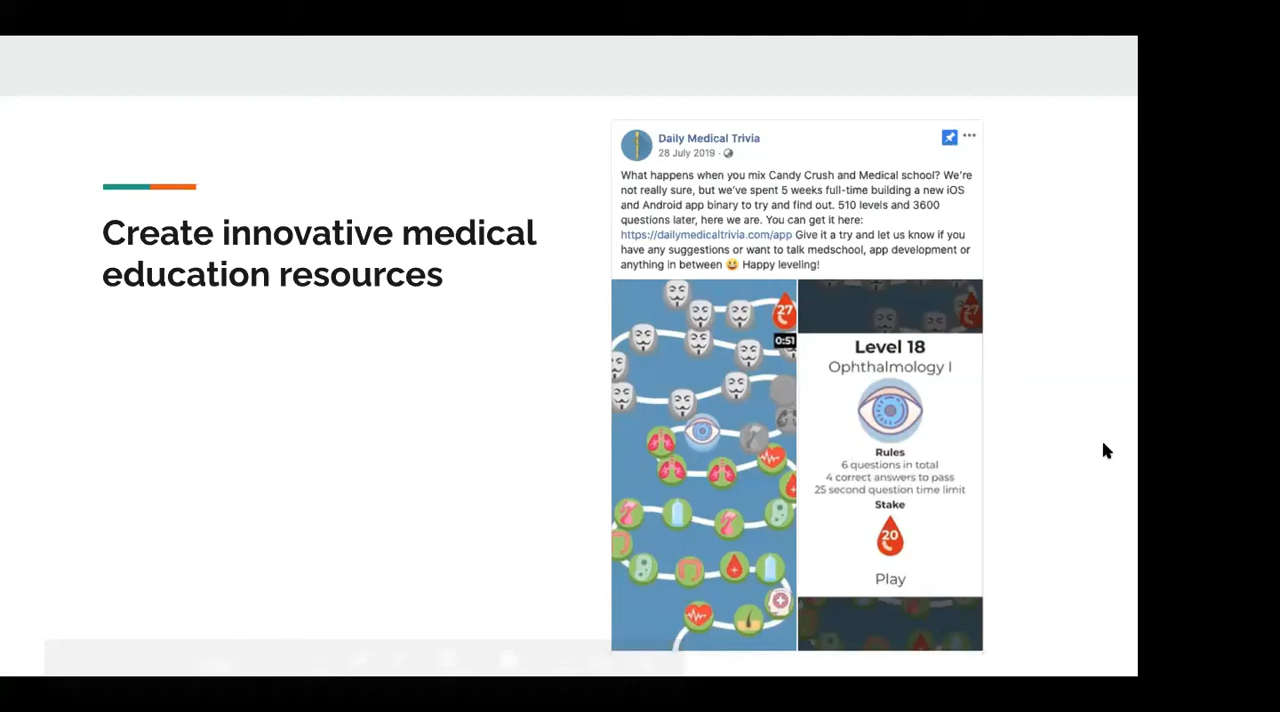 Create innovative medical
education resources
Daily Medical Trivia
28 July 2019 ·
What happens when you mix Candy Crush and Medical school? We're
not really sure, but we've spent 5 weeks full-time building a new iOS
and Android app binary to try and find out. 510 levels and 3600
questions later, here we are. You can get it here:
https://dailymedicaltrivia.com/app Give it a try and let us know if you
have any suggestions or want to talk medschool, app development or
anything in between 😀 Happy leveling!
27
0:51
27
Level 18
Ophthalmology I
Rules
6 questions in total
4 correct answers to pass
25 second question time limit
Stake
20
Play